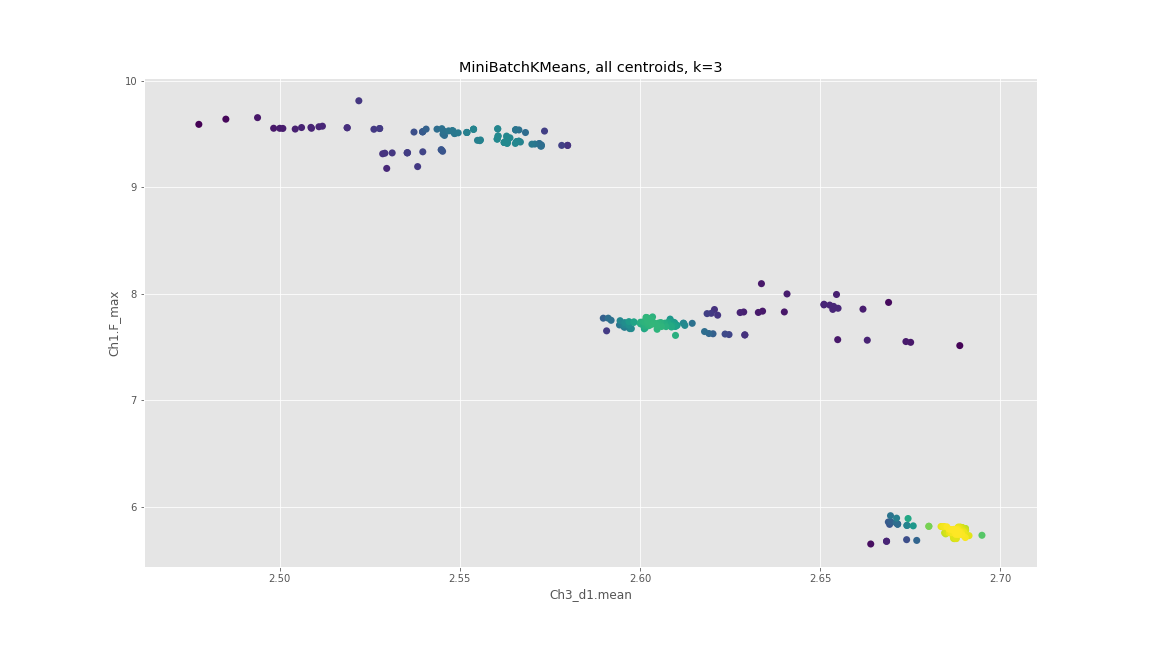 MiniBatchKMeans, all centroids, k=3
10
9
8
7
6
Ch1.F_max
2.50 2.55 2.60 2.65 2.70
Ch3_d1.mean